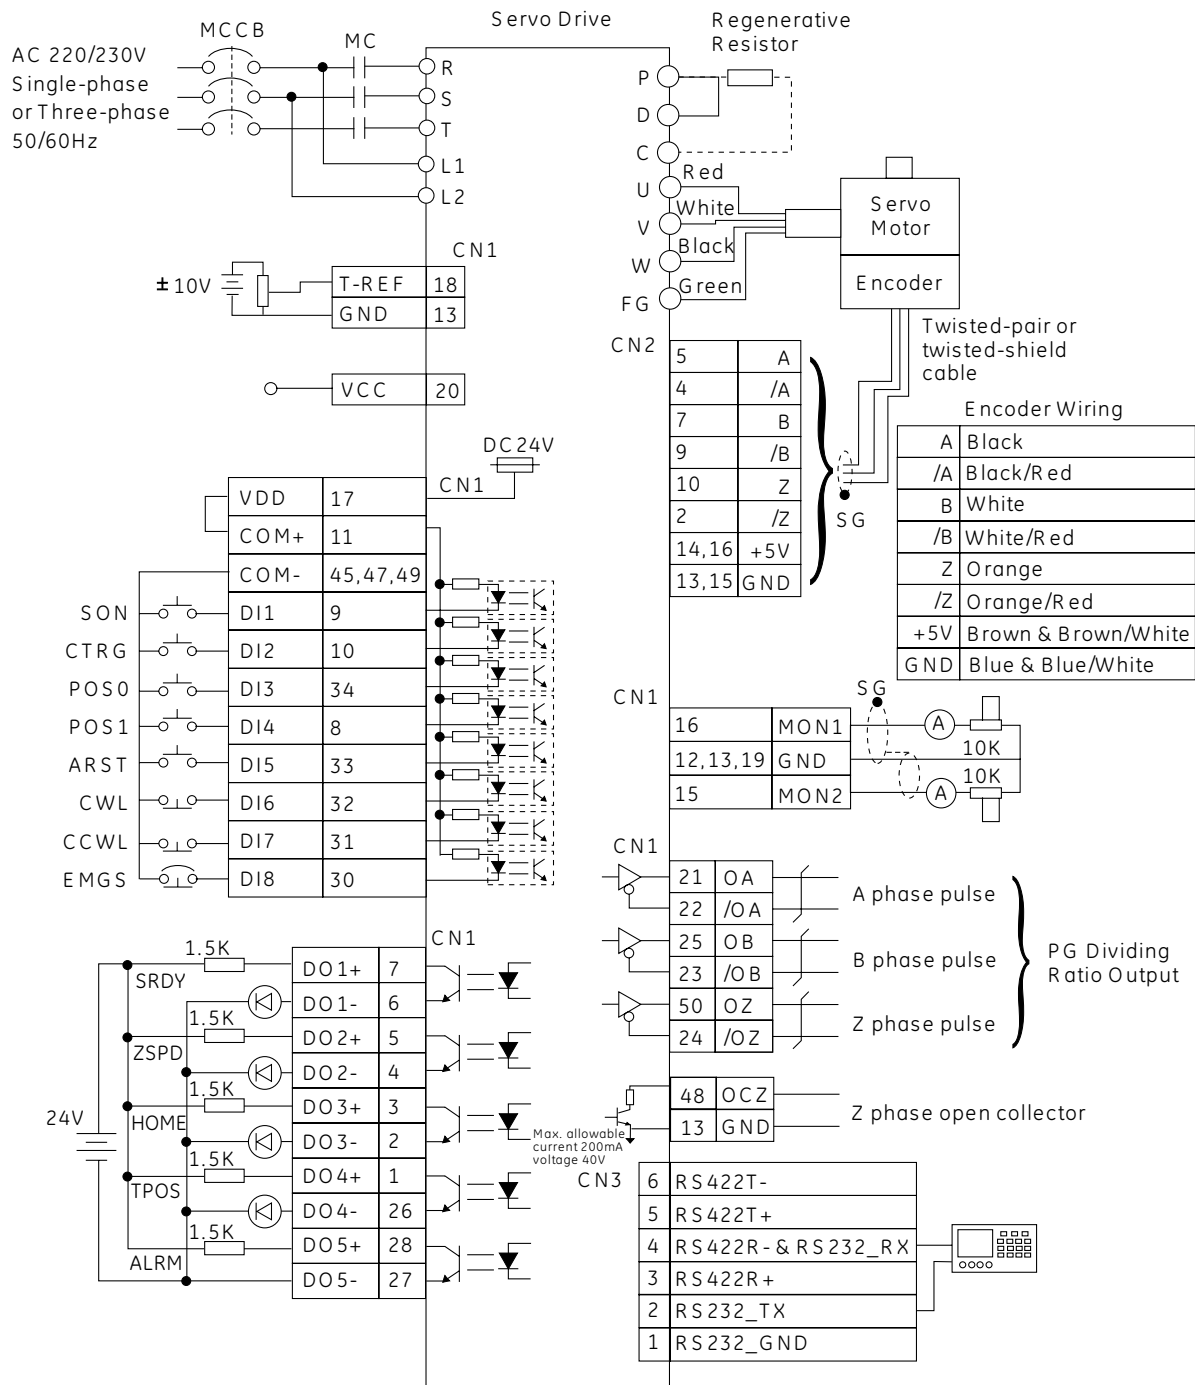 Servo Drive
Regenerative
Resistor
MCCB
MC
AC 220/230V
Single-phase
or Three-phase
50/60Hz
R
S
T
L1
L2
P
D
C
U
V
W
FG
Red
White
Black
Green
Servo
Motor
Encoder
Twisted-pair or
twisted-shield
cable
CN1
±10V
T-REF 18
GND 13
VCC 20
CN2
5 A
4 /A
7 B
9 /B
10 Z
2 /Z
14,16 +5V
13,15 GND
SG
Encoder Wiring
A Black
/A Black/Red
B White
/B White/Red
Z Orange
/Z Orange/Red
+5V Brown & Brown/White
GND Blue & Blue/White
DC24V
CN1
VDD 17
COM+ 11
COM- 45,47,49
SON DI1 9
CTRG DI2 10
POS0 DI3 34
POS1 DI4 8
ARST DI5 33
CWL DI6 32
CCWL DI7 31
EMGS DI8 30
CN1
SG
16 MON1
12,13,19 GND
15 MON2
A
10K
10K
A
CN1
21 OA
22 /OA
25 OB
23 /OB
50 OZ
24 /OZ
A phase pulse
B phase pulse
Z phase pulse
PG Dividing
Ratio Output
48 OCZ
13 GND
Z phase open collector
Max. allowable
current 200mA
voltage 40V
CN1
24V
1.5K
SRDY
DO1+ 7
DO1- 6
1.5K
ZSPD
DO2+ 5
DO2- 4
1.5K
HOME
DO3+ 3
DO3- 2
1.5K
TPOS
DO4+ 1
DO4- 26
1.5K
ALRM
DO5+ 28
DO5- 27
CN3
6 RS422T-
5 RS422T+
4 RS422R-& RS232_RX
3 RS422R+
2 RS232_TX
1 RS232_GND